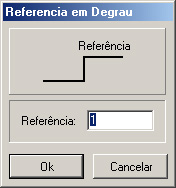 Referencia em Degrau
Referência
Referência: 1
Ok Cancelar